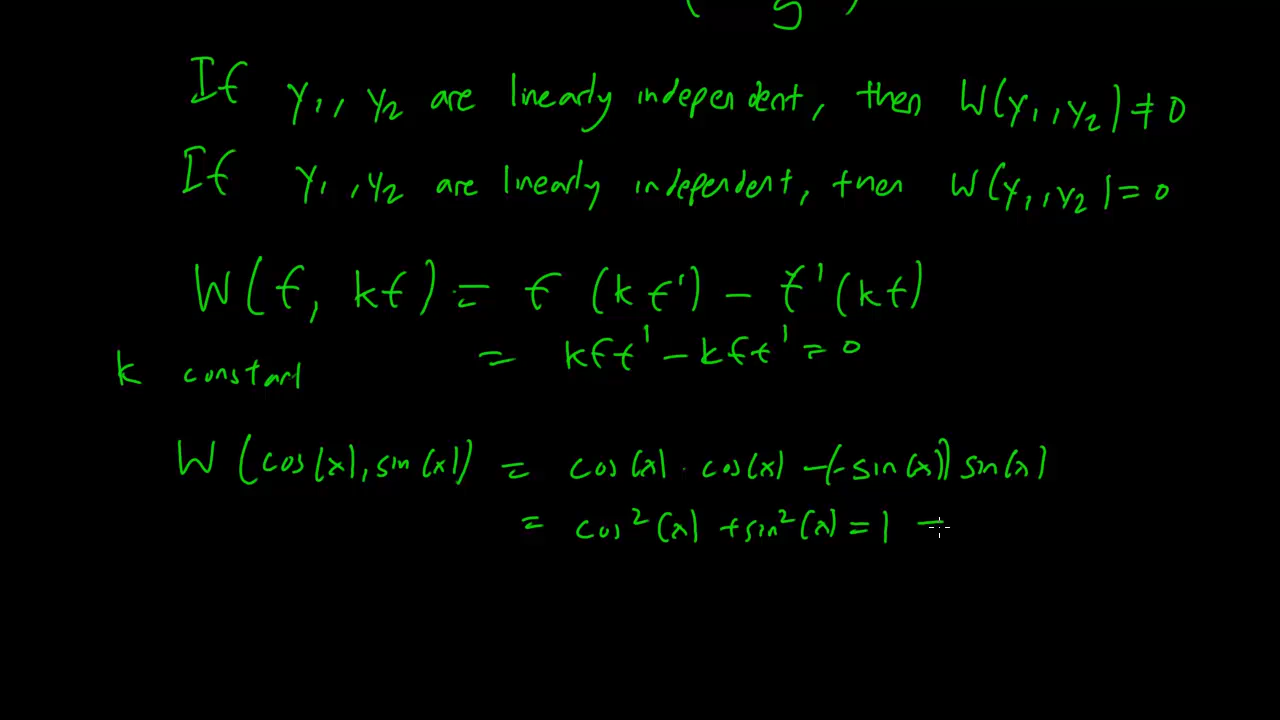 ( y )
If y₁, y₂ are linearly independent, then W(y₁, y₂) ≠ 0
If y₁, y₂ are linearly independent, then W(y₁, y₂) = 0
W(f, kf) = f (kf') − f'(kf)
= kff' − kff' = 0
k constant
W (cos(x), sin(x)) = cos(x) · cos(x) − (−sin(x)) sin(x)
= cos²(x) + sin²(x) = 1